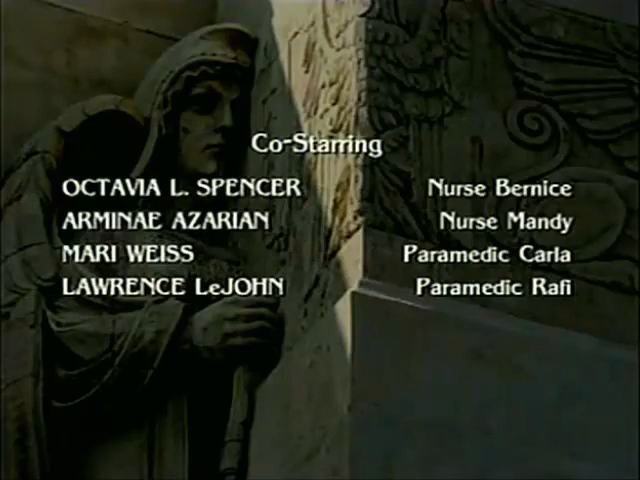 Co-Starring
OCTAVIA L. SPENCER Nurse Bernice
ARMINAE AZARIAN Nurse Mandy
MARI WEISS Paramedic Carla
LAWRENCE LeJOHN Paramedic Rafi